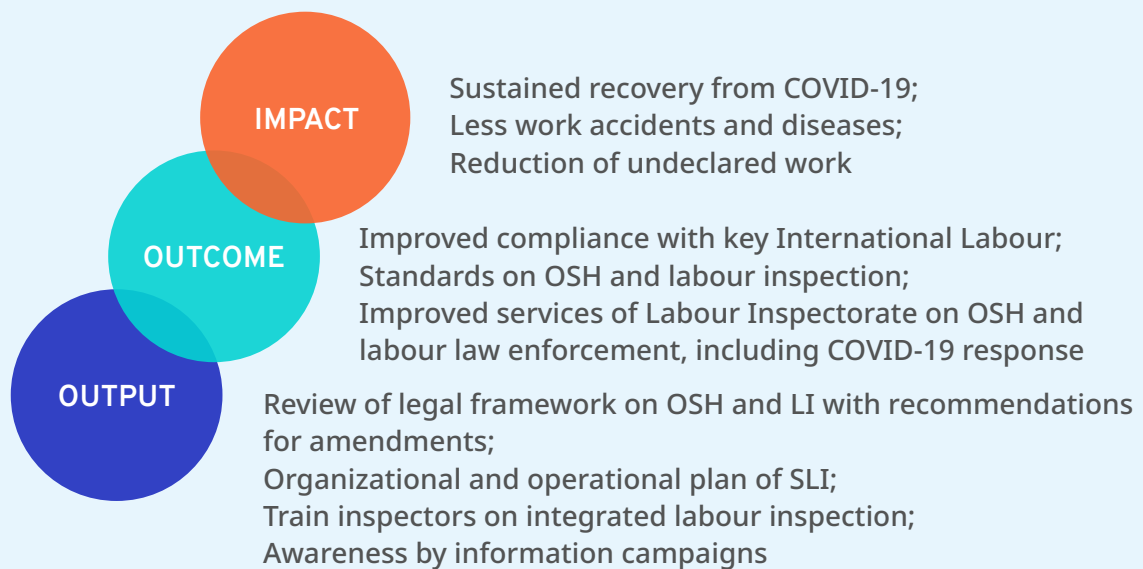 IMPACT
Sustained recovery from COVID-19;
Less work accidents and diseases;
Reduction of undeclared work
OUTCOME
Improved compliance with key International Labour;
Standards on OSH and labour inspection;
Improved services of Labour Inspectorate on OSH and
labour law enforcement, including COVID-19 response
OUTPUT
Review of legal framework on OSH and LI with recommendations
for amendments;
Organizational and operational plan of SLI;
Train inspectors on integrated labour inspection;
Awareness by information campaigns